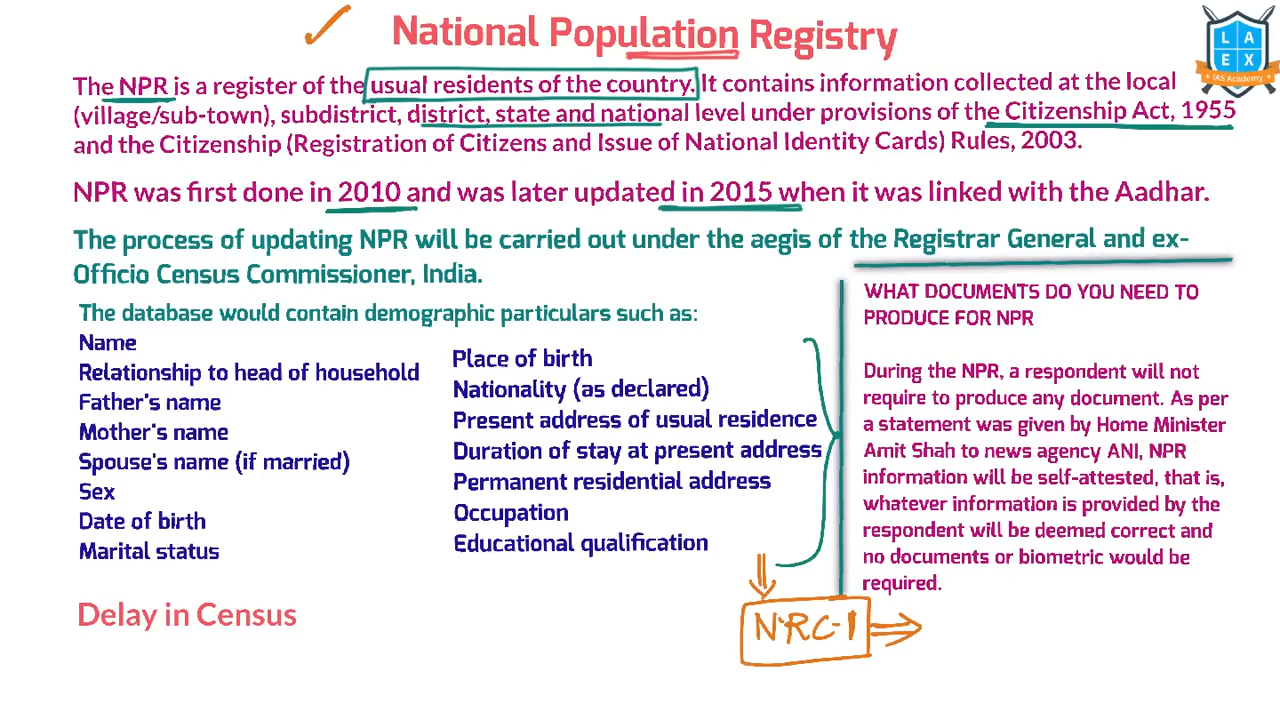 National Population Registry
L A
E X
IAS Academy
The NPR is a register of the usual residents of the country. It contains information collected at the local
(village/sub-town), subdistrict, district, state and national level under provisions of the Citizenship Act, 1955
and the Citizenship (Registration of Citizens and Issue of National Identity Cards) Rules, 2003.
NPR was first done in 2010 and was later updated in 2015 when it was linked with the Aadhar.
The process of updating NPR will be carried out under the aegis of the Registrar General and ex-
Officio Census Commissioner, India.
The database would contain demographic particulars such as:
Name
Relationship to head of household
Father's name
Mother's name
Spouse's name (if married)
Sex
Date of birth
Marital status
Place of birth
Nationality (as declared)
Present address of usual residence
Duration of stay at present address
Permanent residential address
Occupation
Educational qualification
WHAT DOCUMENTS DO YOU NEED TO
PRODUCE FOR NPR
During the NPR, a respondent will not
require to produce any document. As per
a statement was given by Home Minister
Amit Shah to news agency ANI, NPR
information will be self-attested, that is,
whatever information is provided by the
respondent will be deemed correct and
no documents or biometric would be
required.
Delay in Census
NRC-1